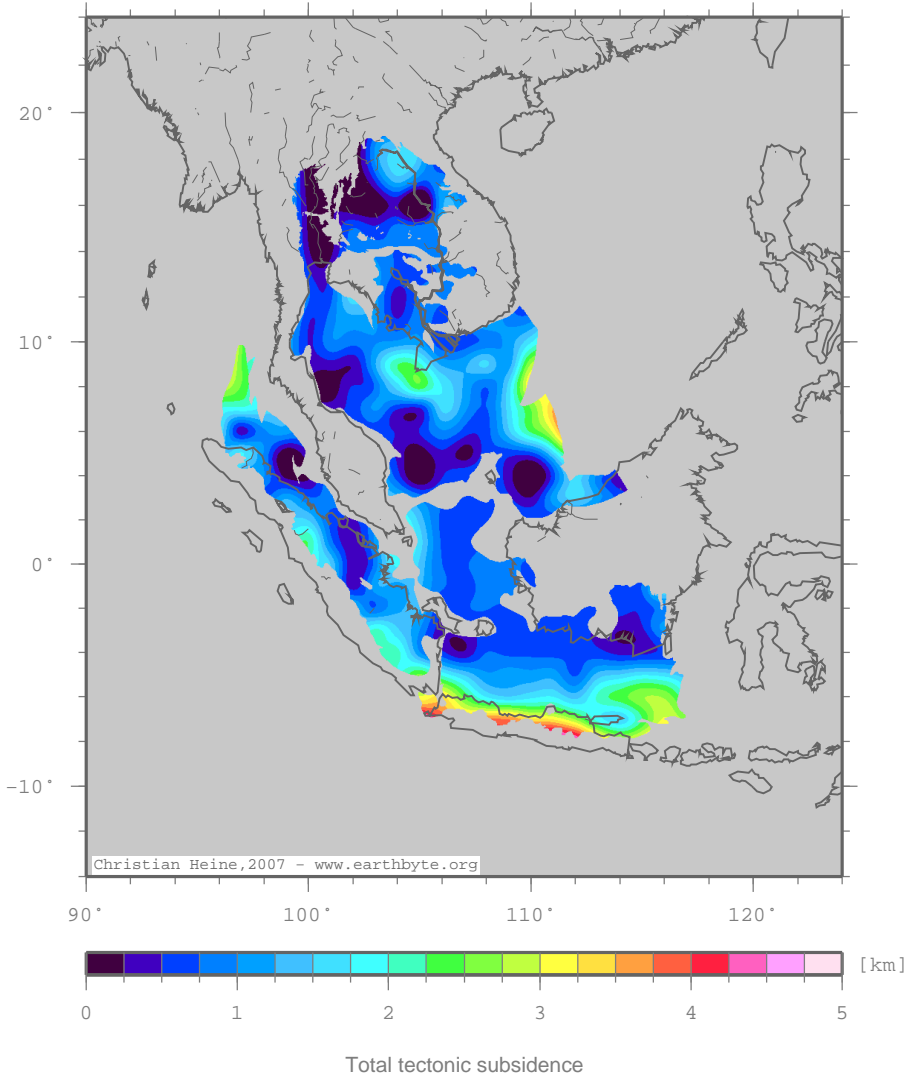 20°
10°
0°
−10°
Christian Heine,2007 − www.earthbyte.org
90° 100° 110° 120°
[km]
0 1 2 3 4 5
Total tectonic subsidence